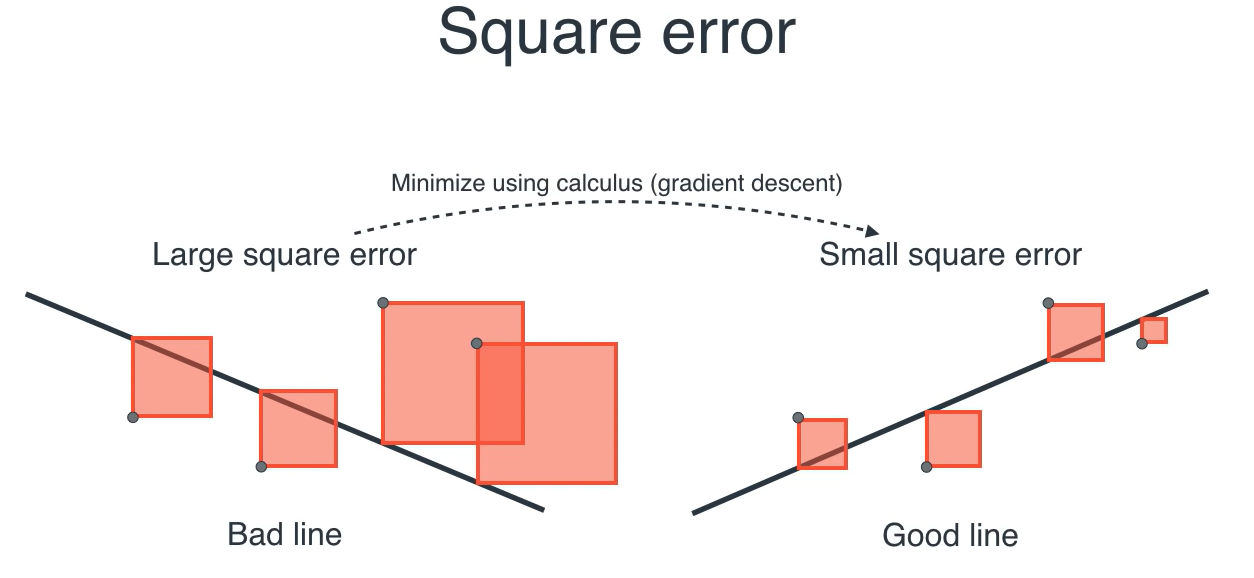 Square error
Minimize using calculus (gradient descent)
Large square error
Small square error
Bad line
Good line